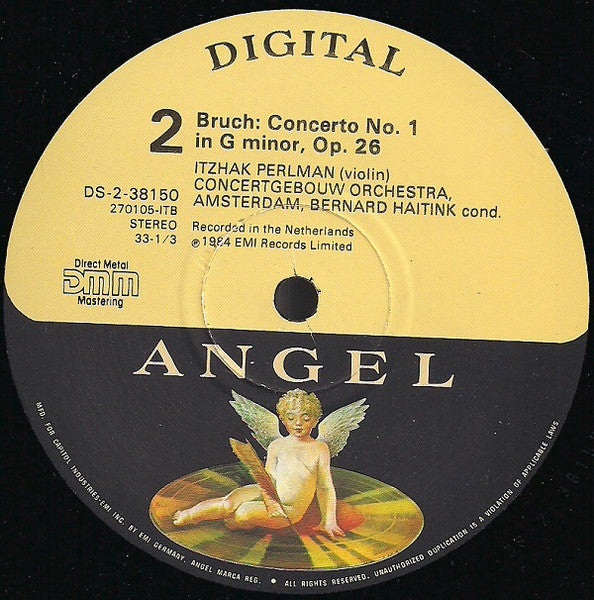 DIGITAL
2
Bruch: Concerto No. 1
in G minor, Op. 26
ITZHAK PERLMAN (violin)
CONCERTGEBOUW ORCHESTRA,
AMSTERDAM, BERNARD HAITINK cond.
DS-2-38150
270105-ITB
STEREO
33-1/3
Recorded in the Netherlands
℗1984 EMI Records Limited
Direct Metal
DMM
Mastering
ANGEL
MFD. FOR CAPITOL INDUSTRIES-EMI INC. BY EMI GERMANY. ANGEL MARCA REG. • ALL RIGHTS RESERVED. UNAUTHORIZED DUPLICATION IS A VIOLATION OF APPLICABLE LAWS.